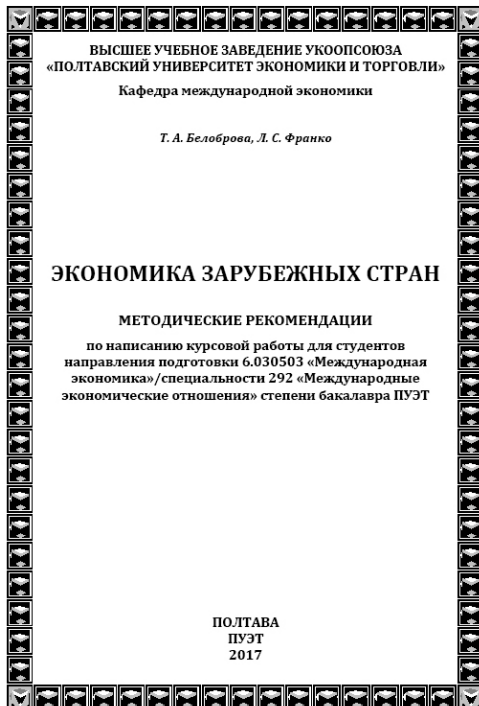 ВЫСШЕЕ УЧЕБНОЕ ЗАВЕДЕНИЕ УКООПСОЮЗА
«ПОЛТАВСКИЙ УНИВЕРСИТЕТ ЭКОНОМИКИ И ТОРГОВЛИ»
Кафедра международной экономики
Т. А. Белоброва, Л. С. Франко
ЭКОНОМИКА ЗАРУБЕЖНЫХ СТРАН
МЕТОДИЧЕСКИЕ РЕКОМЕНДАЦИИ
по написанию курсовой работы для студентов
направления подготовки 6.030503 «Международная
экономика»/специальности 292 «Международные
экономические отношения» степени бакалавра ПУЭТ
ПОЛТАВА
ПУЭТ
2017